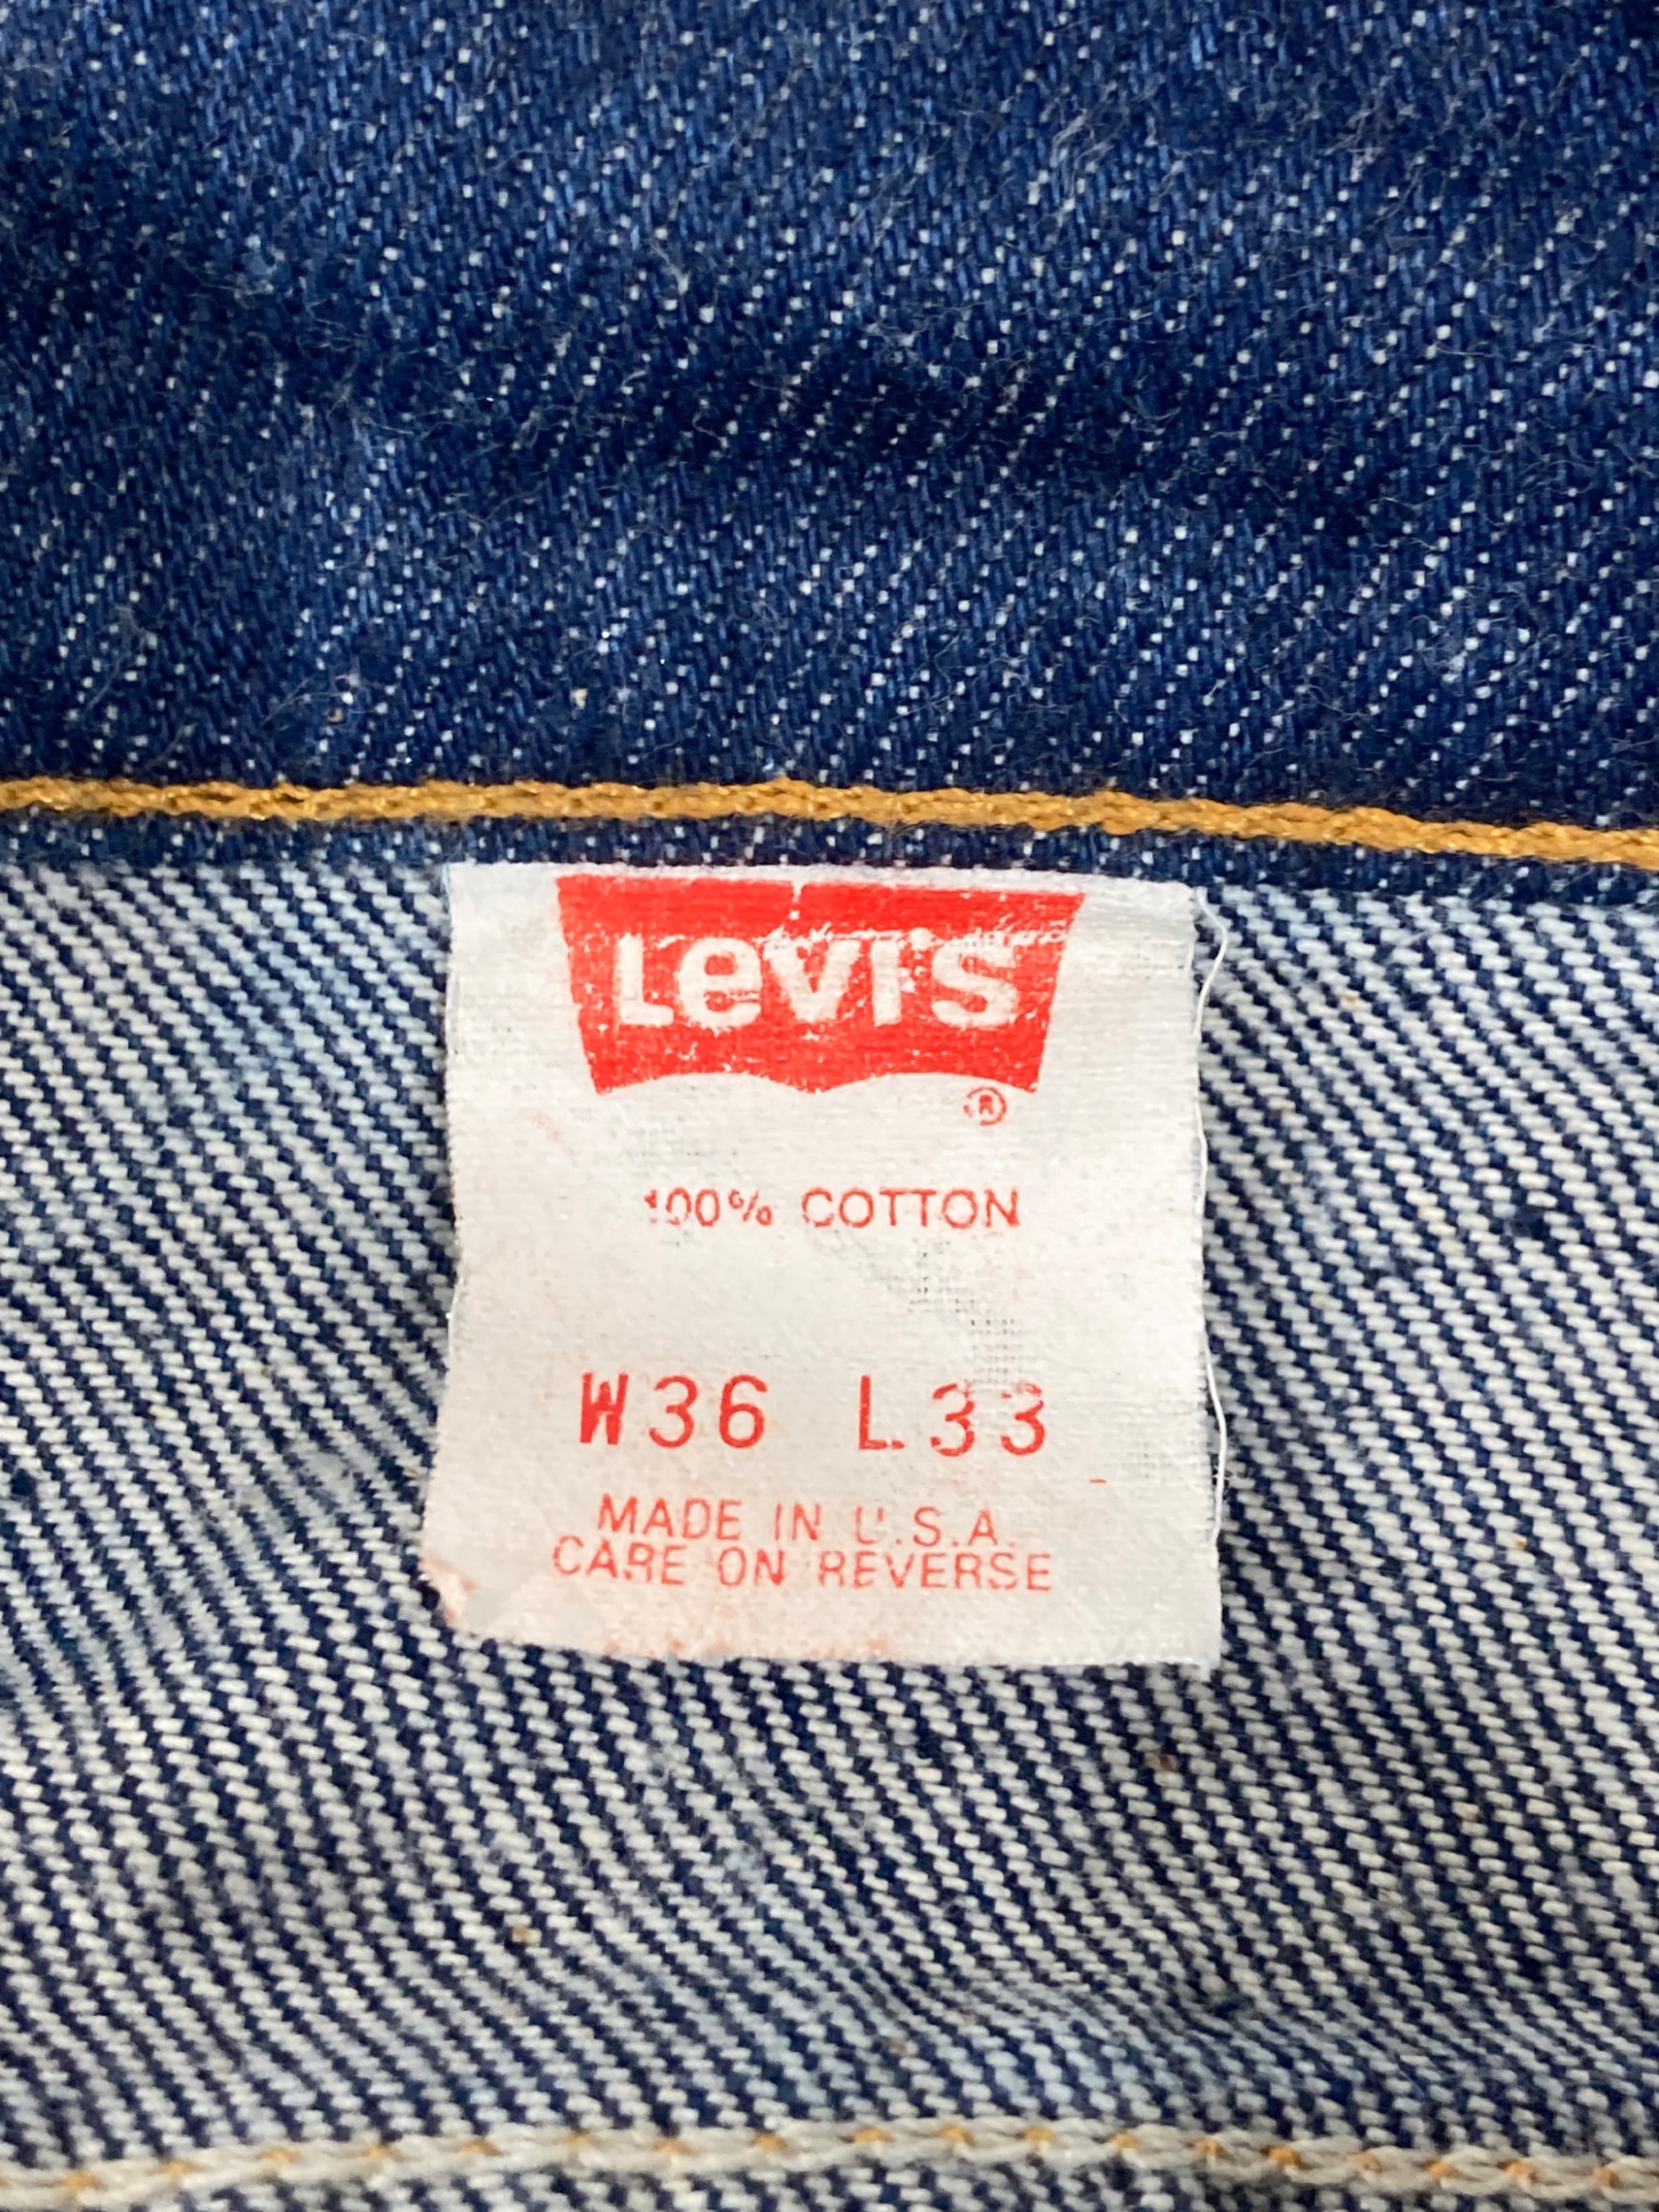 Levi's
®
100% COTTON
W36 L33
MADE IN U.S.A.
CARE ON REVERSE